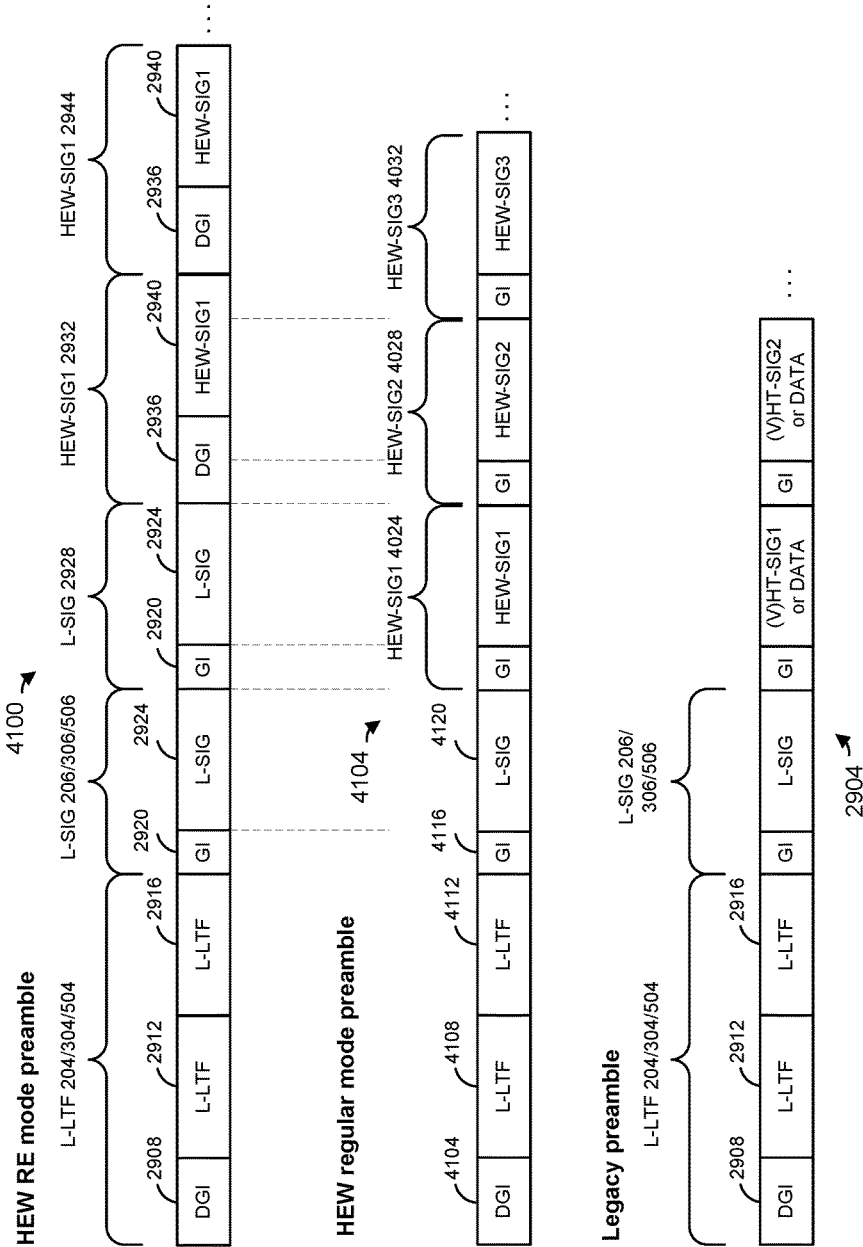 HEW RE mode preamble
4100
L-LTF 204/304/504
L-SIG 206/306/506
L-SIG 2928
HEW-SIG1 2932
HEW-SIG1 2944
2908
2912
2916
2920
2924
2920
2924
2936
2940
2936
2940
DGI
L-LTF
L-LTF
GI
L-SIG
GI
L-SIG
DGI
HEW-SIG1
DGI
HEW-SIG1
. . .
HEW regular mode preamble
4104
HEW-SIG1 4024
HEW-SIG2 4028
HEW-SIG3 4032
4104
4108
4112
4116
4120
DGI
L-LTF
L-LTF
GI
L-SIG
GI
HEW-SIG1
GI
HEW-SIG2
GI
HEW-SIG3
. . .
Legacy preamble
L-LTF 204/304/504
L-SIG 206/
306/506
2908
2912
2916
DGI
L-LTF
L-LTF
GI
L-SIG
GI
(V)HT-SIG1
or DATA
GI
(V)HT-SIG2
or DATA
. . .
2904